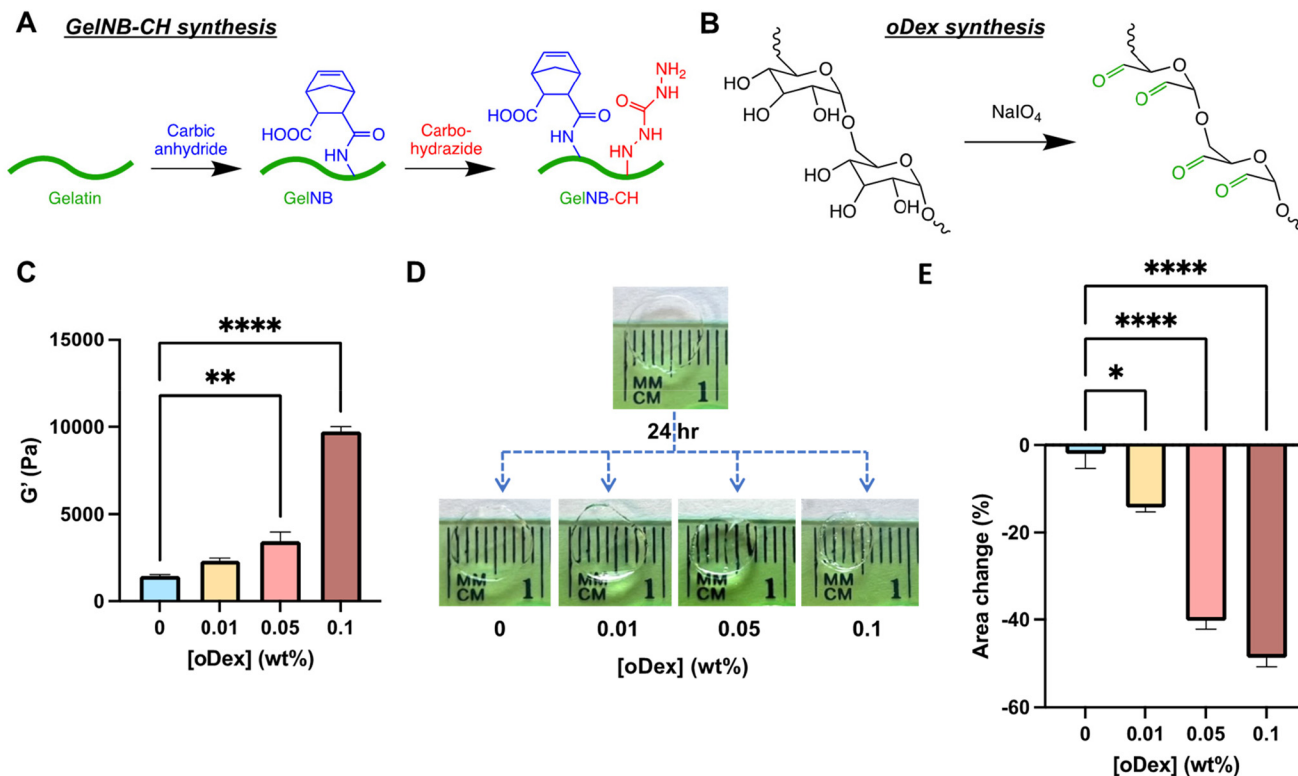 A GelNB-CH synthesis
HOOC
O
HN
NH2
NH
O
NH
HN
HOOC
O
HN
HN
Carbic
anhydride
Carbo-
hydrazide
Gelatin
GelNB
GelNB-CH
B oDex synthesis
HO
HO
O
OH
O
HO
HO
O
OH
O
NaIO4
O
O
O
O
O
O
O
O
C
****
**
15000
10000
5000
0
G' (Pa)
0 0.01 0.05 0.1
[oDex] (wt%)
D
MM
CM 1
24 hr
MM
CM 1
MM
CM 1
MM
CM 1
MM
CM 1
0 0.01 0.05 0.1
[oDex] (wt%)
E
****
****
*
0
-20
-40
-60
Area change (%)
0 0.01 0.05 0.1
[oDex] (wt%)